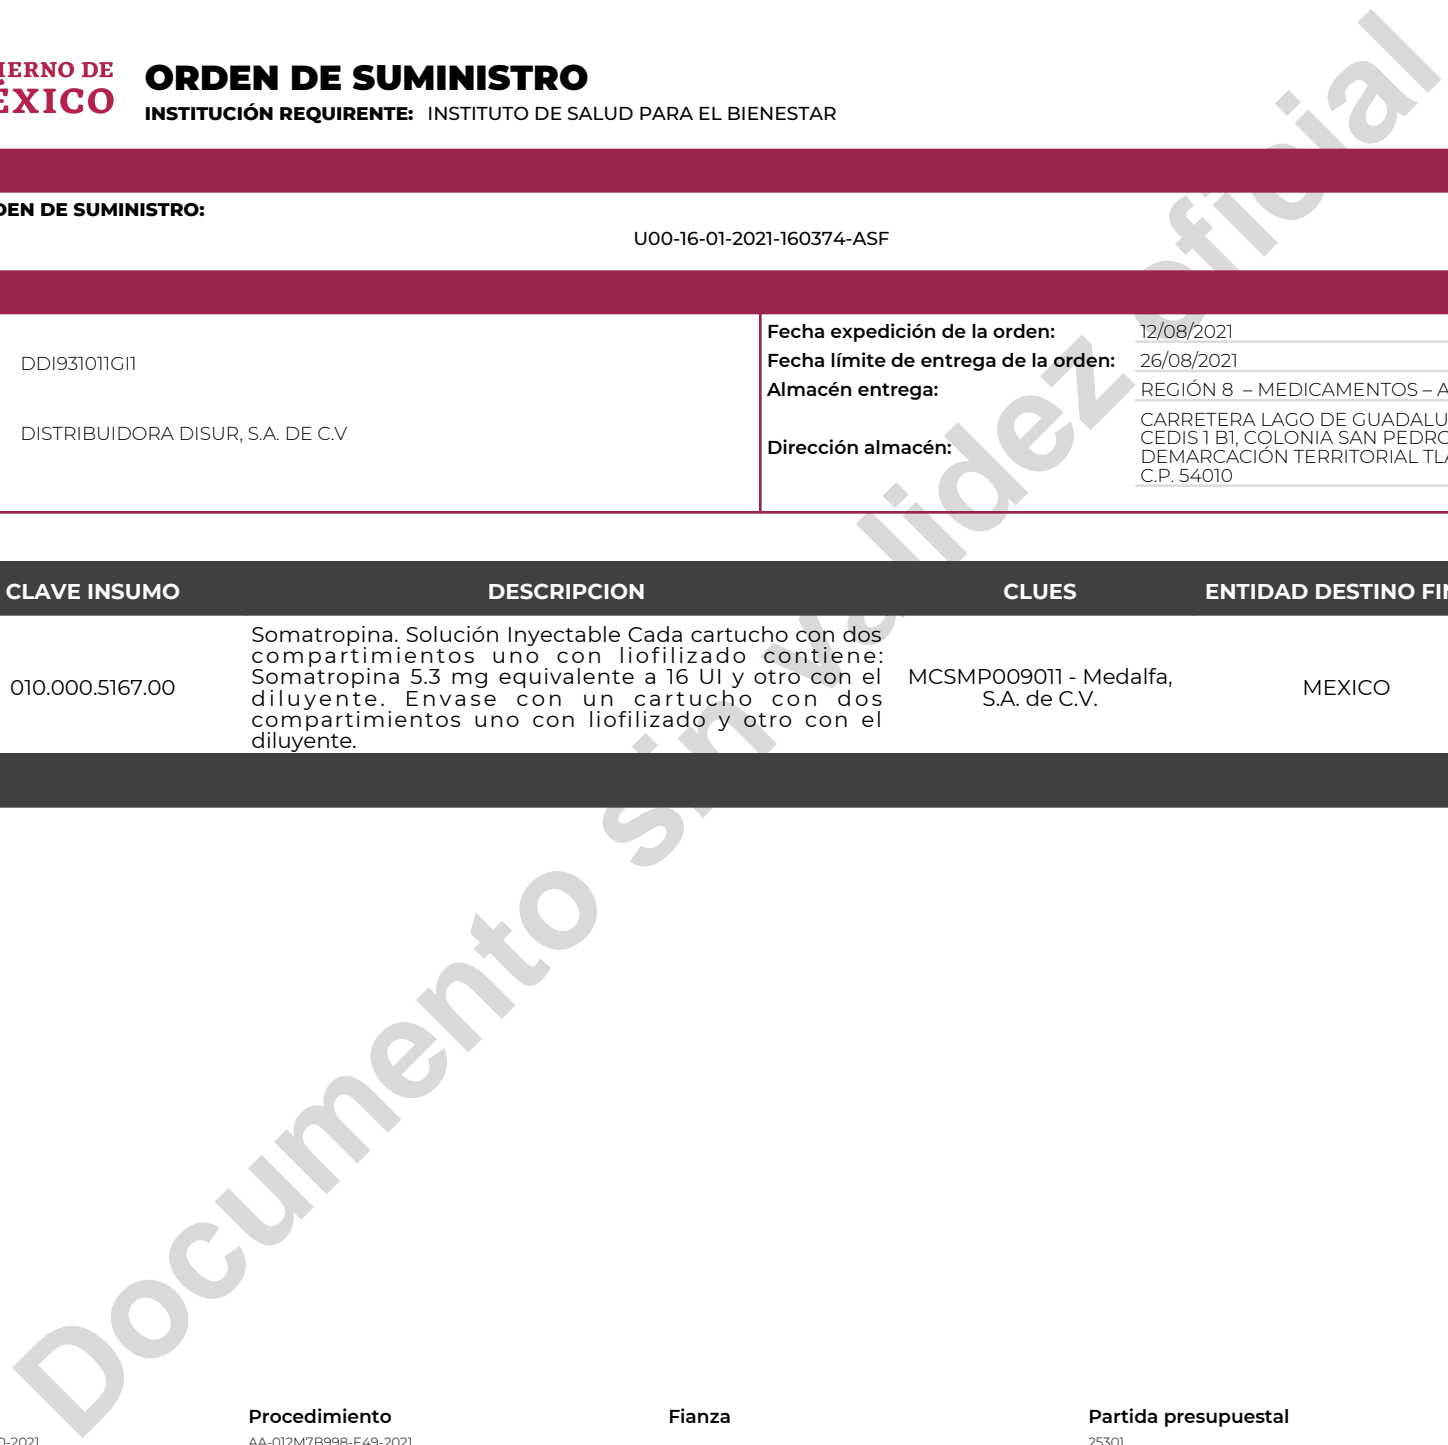 ORDEN DE SUMINISTRO
INSTITUCIÓN REQUIRENTE: INSTITUTO DE SALUD PARA EL BIENESTAR
DE
DE SUMINISTRO:
U00-16-01-2021-160374-ASF
DDI931011GI1
DISTRIBUIDORA DISUR, S.A. DE C.V
Fecha expedición de la orden: 12/08/2021
Fecha límite de entrega de la orden: 26/08/2021
Almacén entrega: REGIÓN 8 – MEDICAMENTOS – A
Dirección almacén:
CARRETERA LAGO DE
CEDIS 1 B1, COLONIA SAN PEDRO
DEMARCACIÓN TERRITORIAL
C.P. 54010
CLAVE INSUMO DESCRIPCION CLUES ENTIDAD DESTINO
010.000.5167.00
Somatropina. Solución Inyectable Cada cartucho con dos
compartimientos uno con liofilizado contiene:
Somatropina 5.3 mg equivalente a 16 UI y otro con el
diluyente. Envase con un cartucho con dos
compartimientos uno con liofilizado y otro con el
diluyente.
MCSMP009011 - Medalfa,
S.A. de C.V.
MEXICO
Documento sin validez oficial
Procedimiento Fianza Partida presupuestal